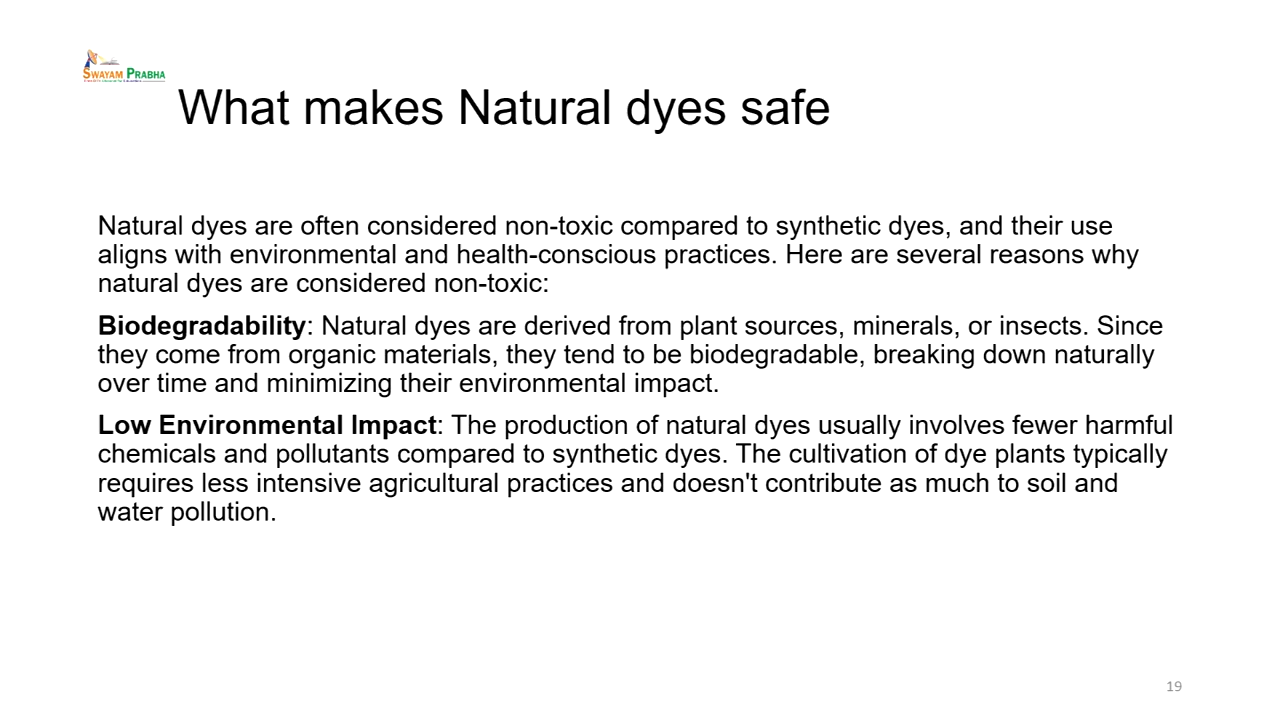 SWAYAM PRABHA
What makes Natural dyes safe
Natural dyes are often considered non-toxic compared to synthetic dyes, and their use
aligns with environmental and health-conscious practices. Here are several reasons why
natural dyes are considered non-toxic:
Biodegradability: Natural dyes are derived from plant sources, minerals, or insects. Since
they come from organic materials, they tend to be biodegradable, breaking down naturally
over time and minimizing their environmental impact.
Low Environmental Impact: The production of natural dyes usually involves fewer harmful
chemicals and pollutants compared to synthetic dyes. The cultivation of dye plants typically
requires less intensive agricultural practices and doesn't contribute as much to soil and
water pollution.
19